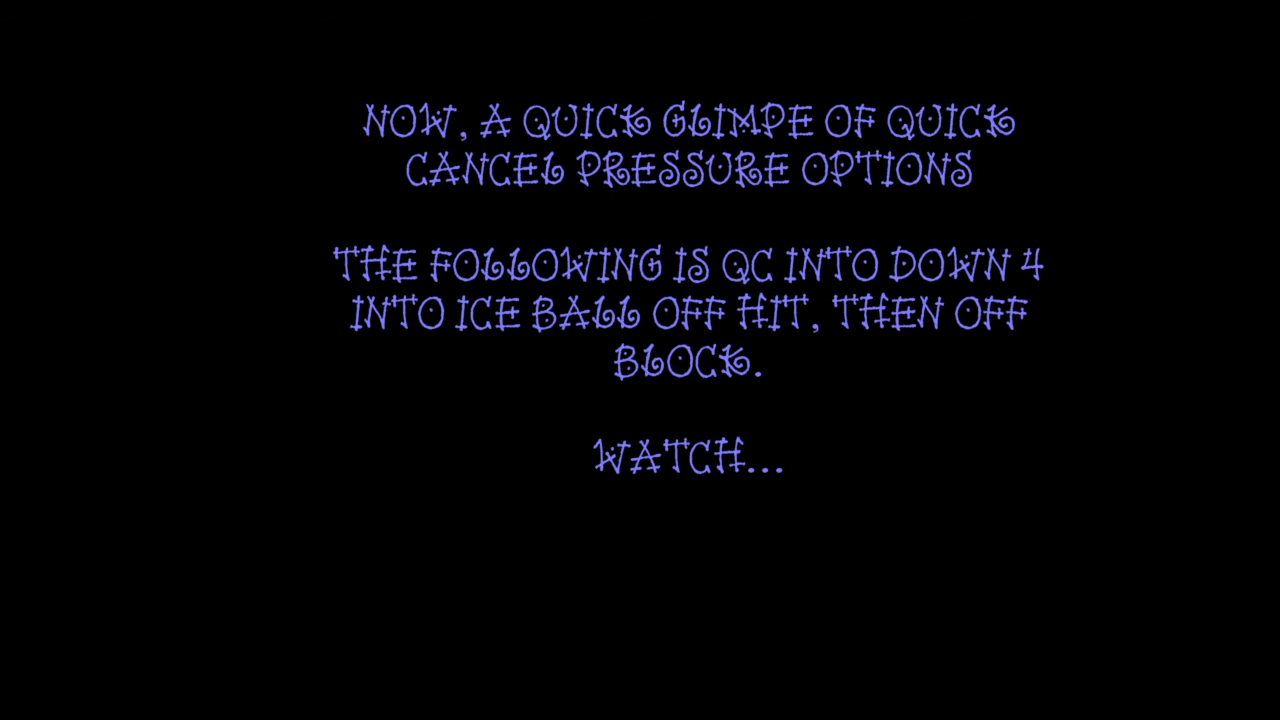 NOW, A QUICK GLIMPE OF QUICK
CANCEL PRESSURE OPTIONS
THE FOLLOWING IS QC INTO DOWN 4
INTO ICE BALL OFF HIT, THEN OFF
BLOCK.
WATCH...